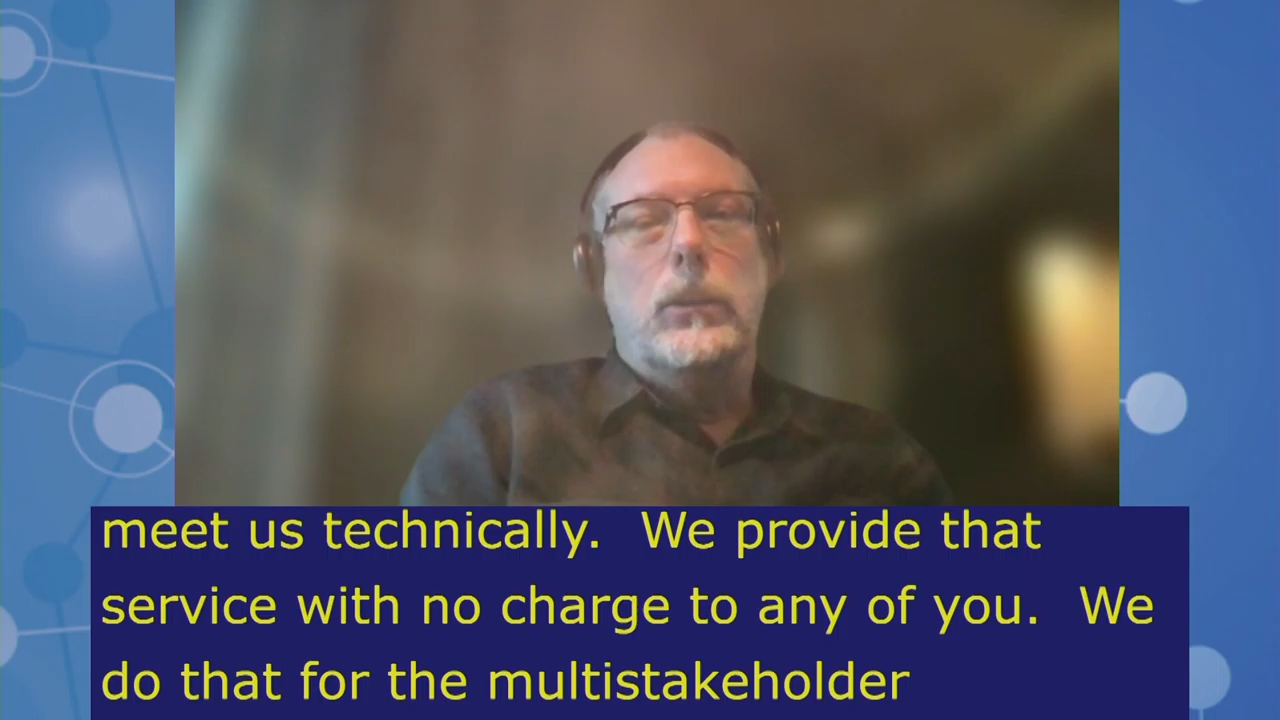 meet us technically.  We provide that
service with no charge to any of you.  We
do that for the multistakeholder